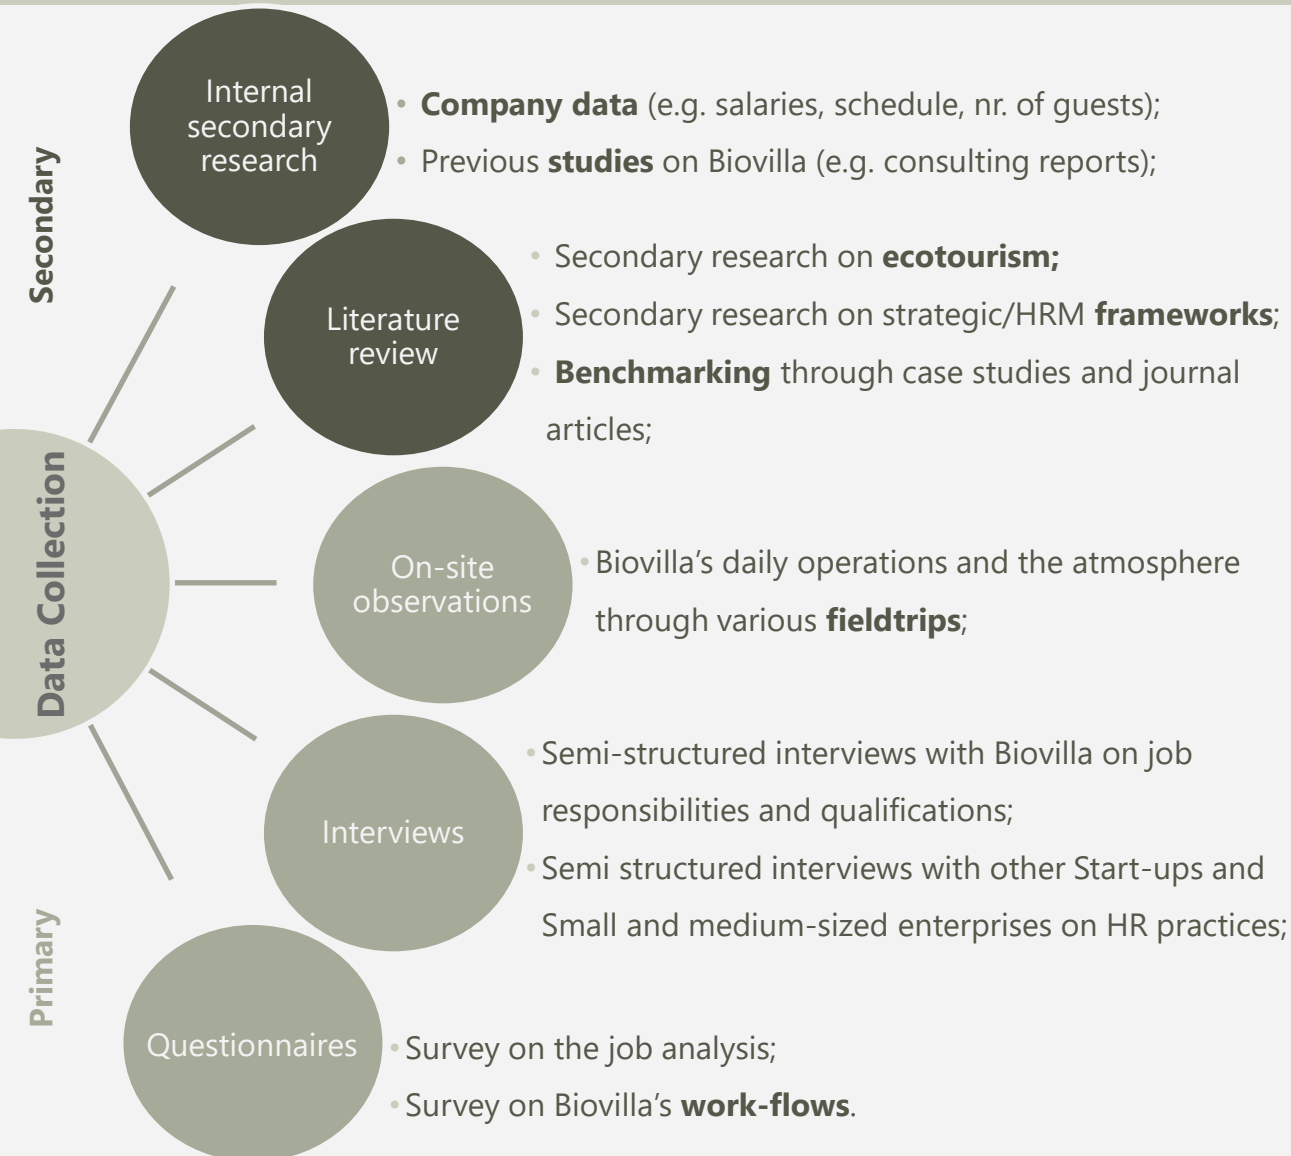 Secondary
Data Collection
Primary
Internal
secondary
research
• Company data (e.g. salaries, schedule, nr. of guests);
• Previous studies on Biovilla (e.g. consulting reports);
Literature
review
• Secondary research on ecotourism;
• Secondary research on strategic/HRM frameworks;
• Benchmarking through case studies and journal
articles;
On-site
observations
• Biovilla’s daily operations and the atmosphere
through various fieldtrips;
Interviews
• Semi-structured interviews with Biovilla on job
responsibilities and qualifications;
• Semi structured interviews with other Start-ups and
Small and medium-sized enterprises on HR practices;
Questionnaires
• Survey on the job analysis;
• Survey on Biovilla’s work-flows.